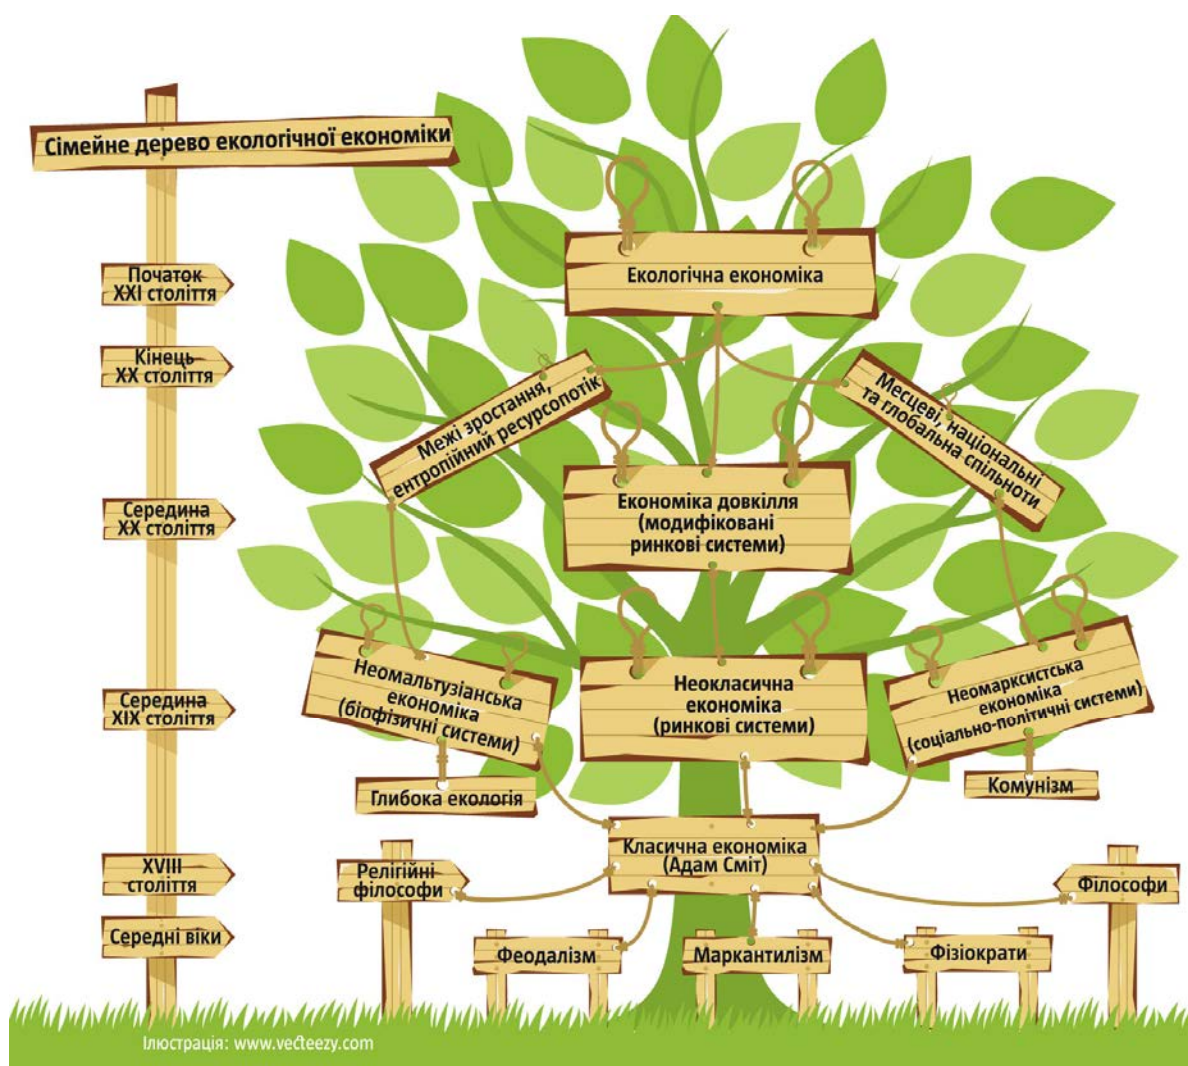 Сімейне дерево екологічної економіки
Початок
XXI століття
Кінець
XX століття
Середина
XX століття
Середина
XIX століття
XVIII
століття
Середні віки
Екологічна економіка
Межі зростання,
ентропійний ресурсопотік
Месцеві, національні
та глобальна спільноти
Економіка довкілля
(модифіковані
ринкові системи)
Неомальтузіанська
економіка
(біофізичні системи)
Неокласична
економіка
(ринкові системи)
Неомарксистська
економіка
(соціально-політичні системи)
Глибока екологія
Комунізм
Класична економіка
(Адам Сміт)
Релігійні
філософи
Філософи
Феодалізм
Маркантилізм
Фізіократи
Ілюстрація: www.vecteezy.com